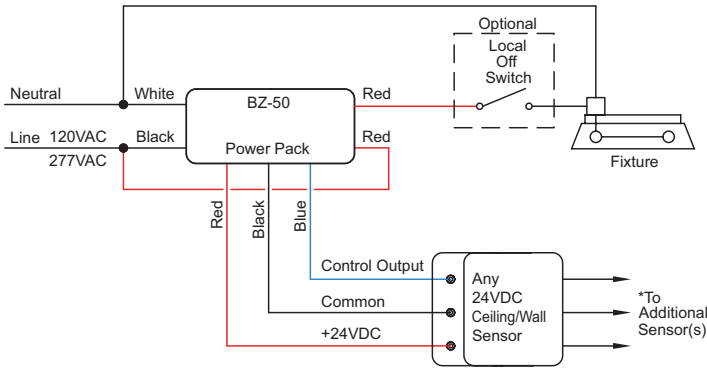 Optional
Local
Off
Switch
Neutral
White
BZ-50
Red
Line 120VAC
277VAC
Black
Power Pack
Red
Fixture
Red
Black
Blue
Control Output
Common
+24VDC
Any
24VDC
Ceiling/Wall
Sensor
*To
Additional
Sensor(s)